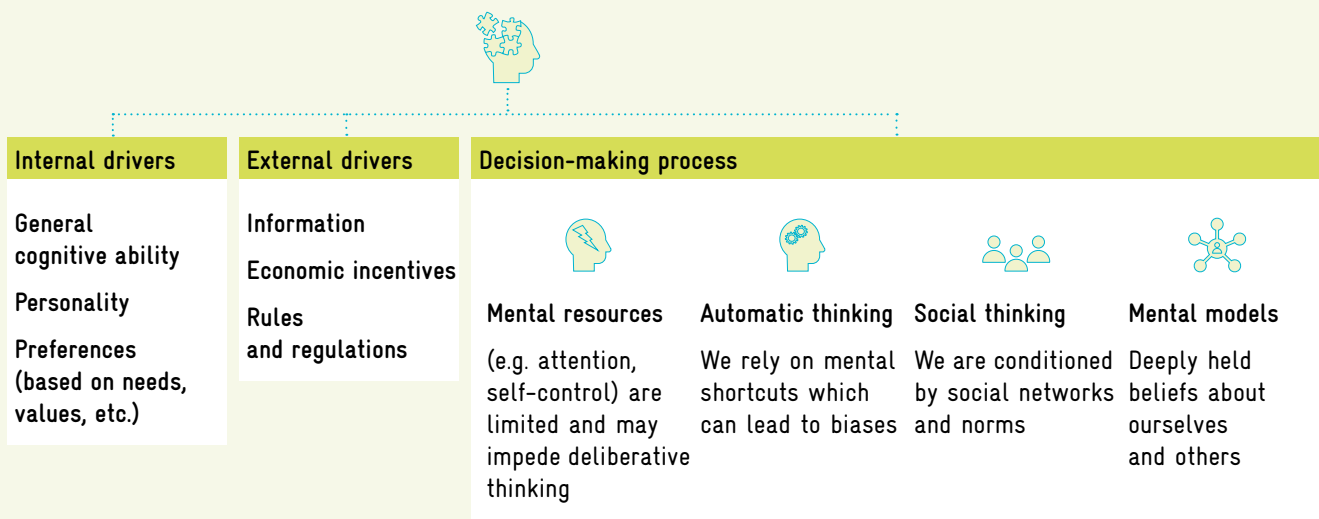 Internal drivers
General
cognitive ability
Personality
Preferences
(based on needs,
values, etc.)
External drivers
Information
Economic incentives
Rules
and regulations
Decision-making process
Mental resources
(e.g. attention,
self-control) are
limited and may
impede deliberative
thinking
Automatic thinking
We rely on mental
shortcuts which
can lead to biases
Social thinking
We are conditioned
by social networks
and norms
Mental models
Deeply held
beliefs about
ourselves
and others